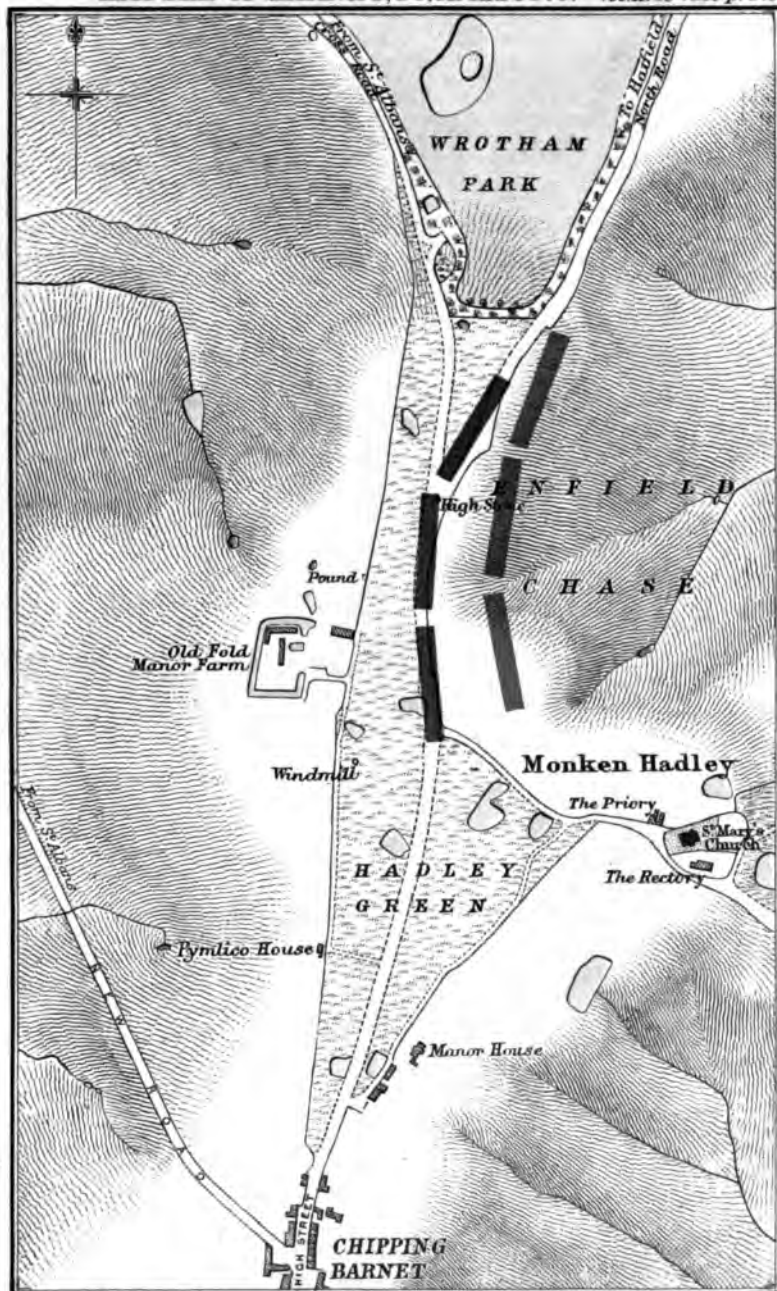 From St. Albans
Road
To Hatfield
North Road
WROTHAM
PARK
ENFIELD
High Stone
CHASE
Pound
Old Fold
Manor Farm
Monken Hadley
Windmill
The Priory
St. Mary's
Church
From St. Albans
HADLEY
The Rectory
GREEN
Pymlico House
NEW ROAD
Manor House
HIGH STREET
CHIPPING
BARNET